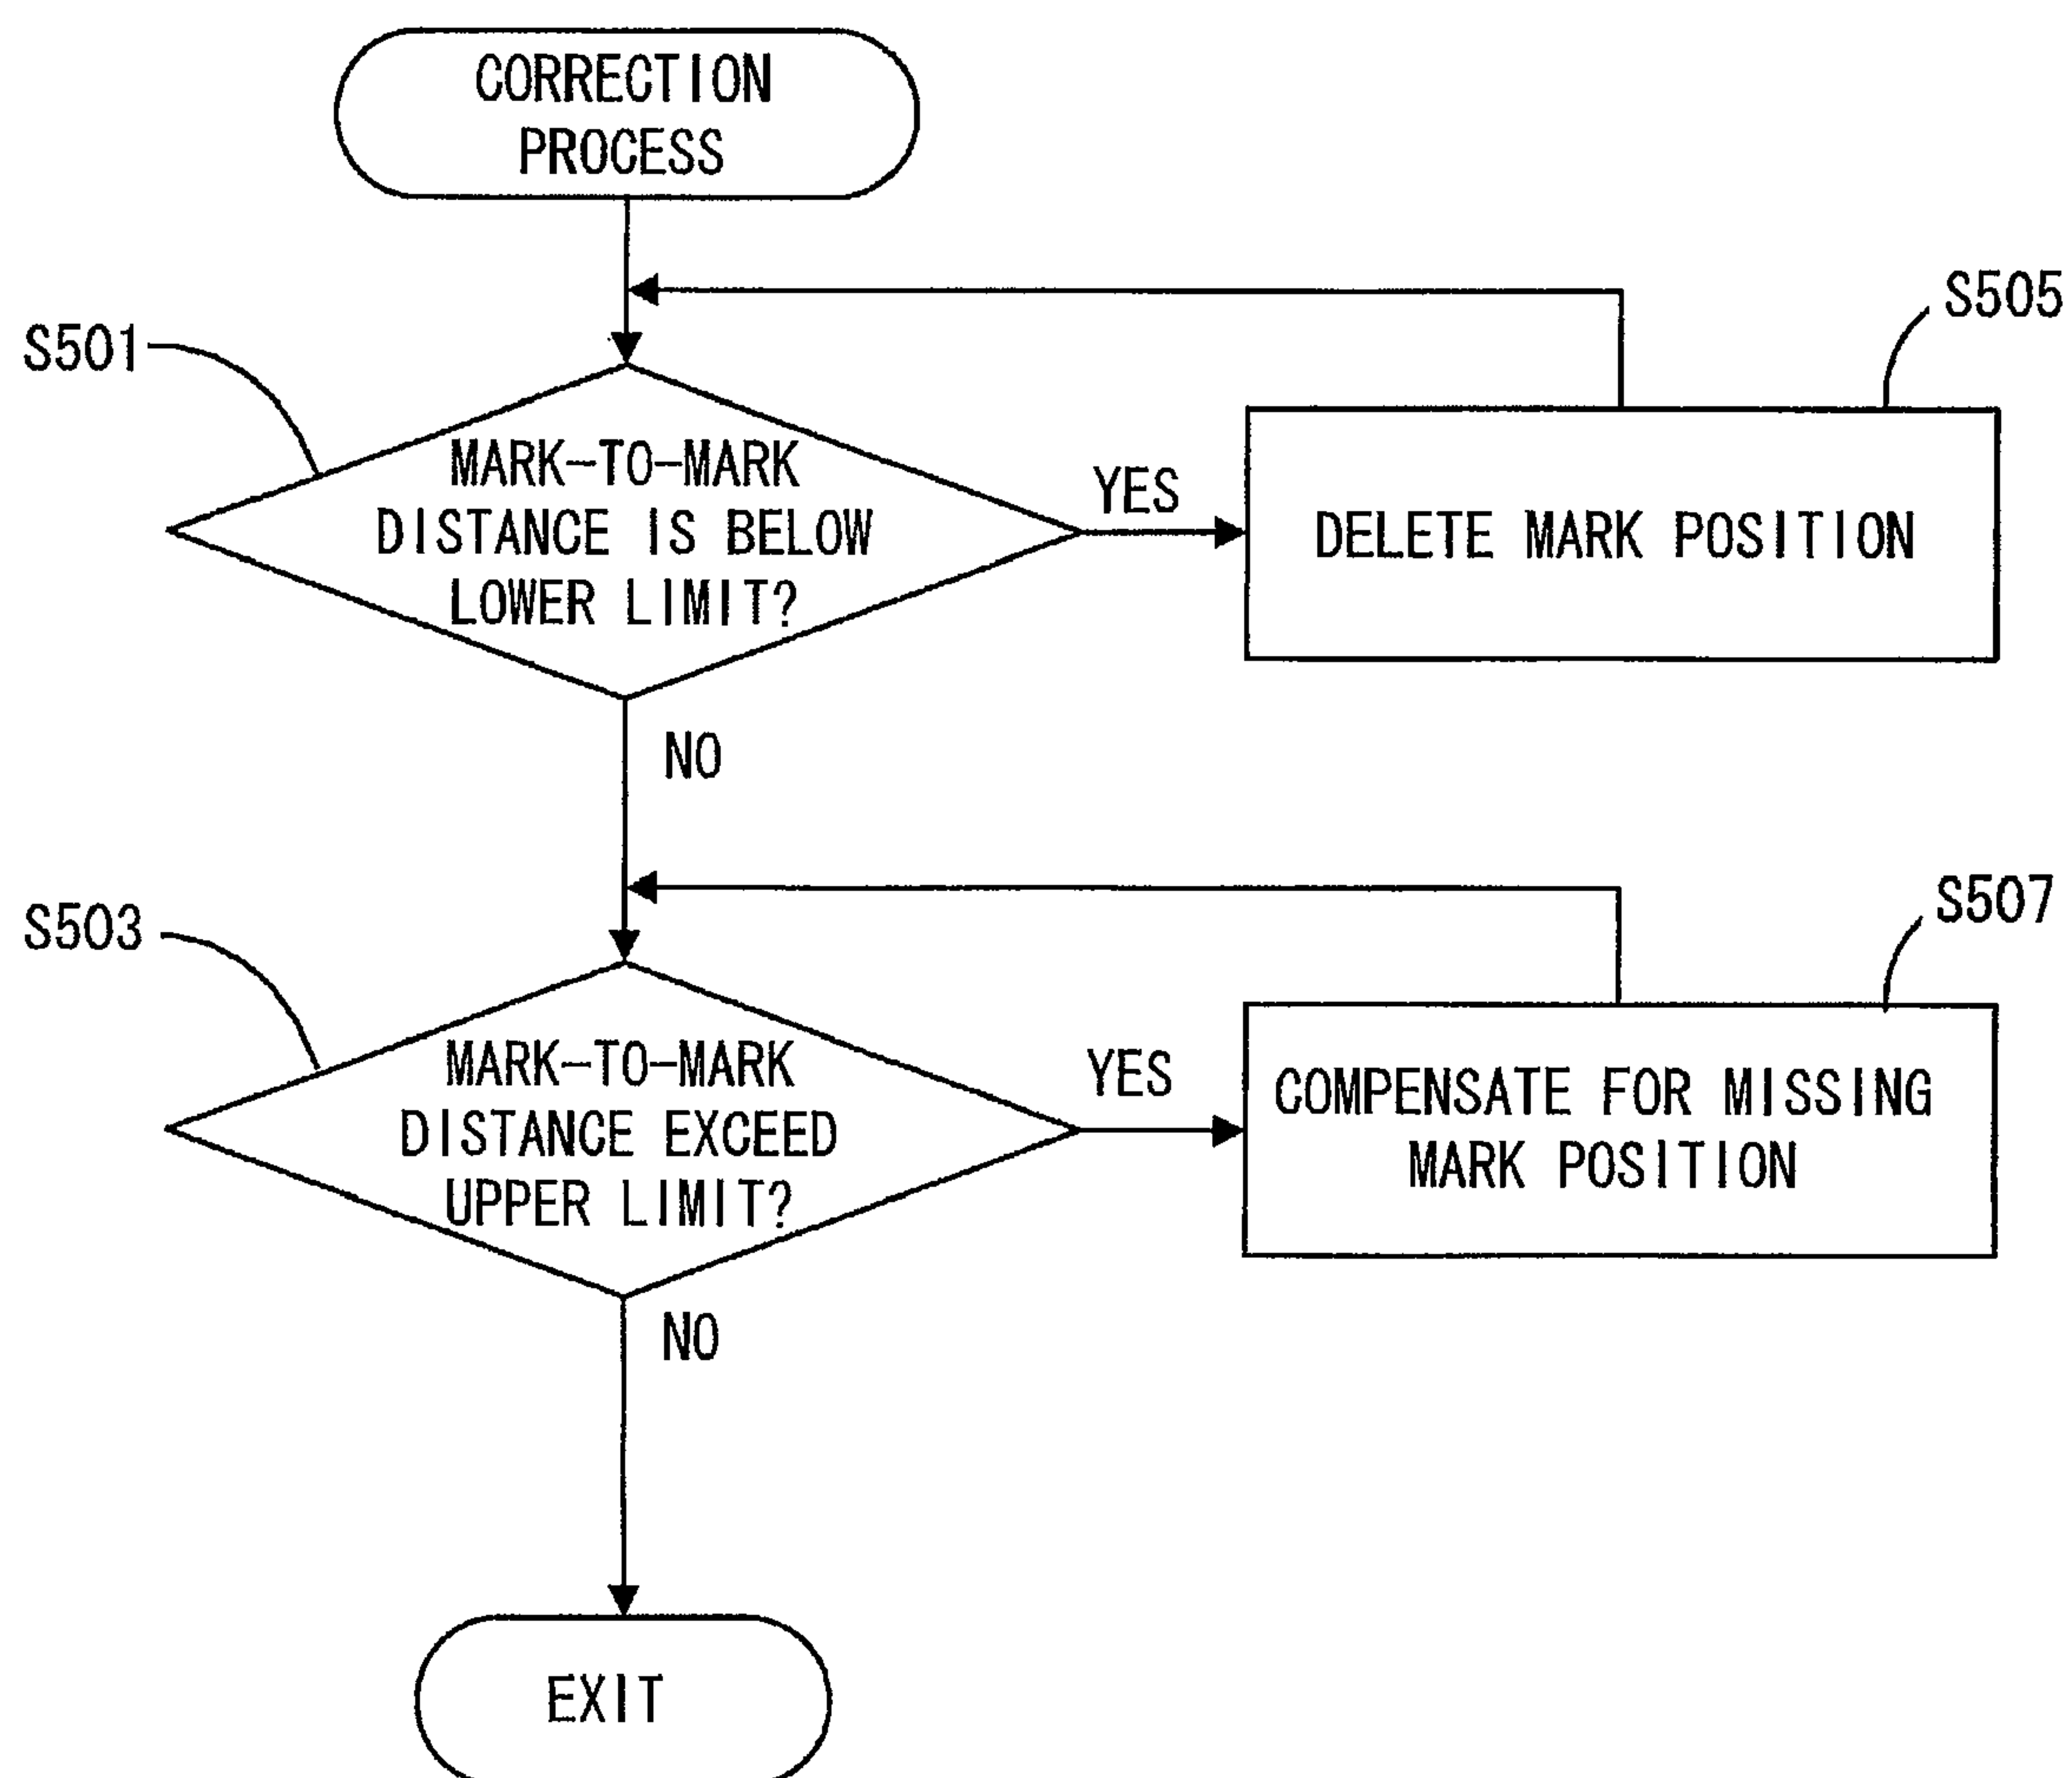 CORRECTION
PROCESS
S505
S501
MARK-TO-MARK
DISTANCE IS BELOW
LOWER LIMIT?
YES
DELETE MARK POSITION
NO
S507
S503
MARK-TO-MARK
DISTANCE EXCEED
UPPER LIMIT?
YES
COMPENSATE FOR MISSING
MARK POSITION
NO
EXIT